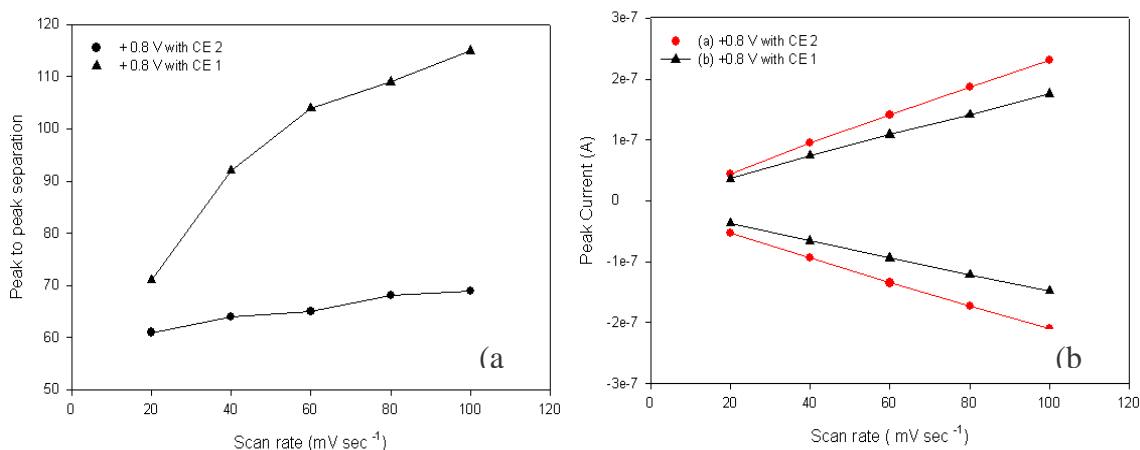 120
110
100
90
80
70
60
50
Peak to peak separation
+ 0.8 V with CE 2
+ 0.8 V with CE 1
(a
0
20
40
60
80
100
120
Scan rate (mV sec -1)
3e-7
2e-7
1e-7
0
-1e-7
-2e-7
-3e-7
Peak Current (A)
(a) +0.8 V with CE 2
(b) +0.8 V with CE 1
(b)
0
20
40
60
80
100
120
Scan rate ( mV sec -1)